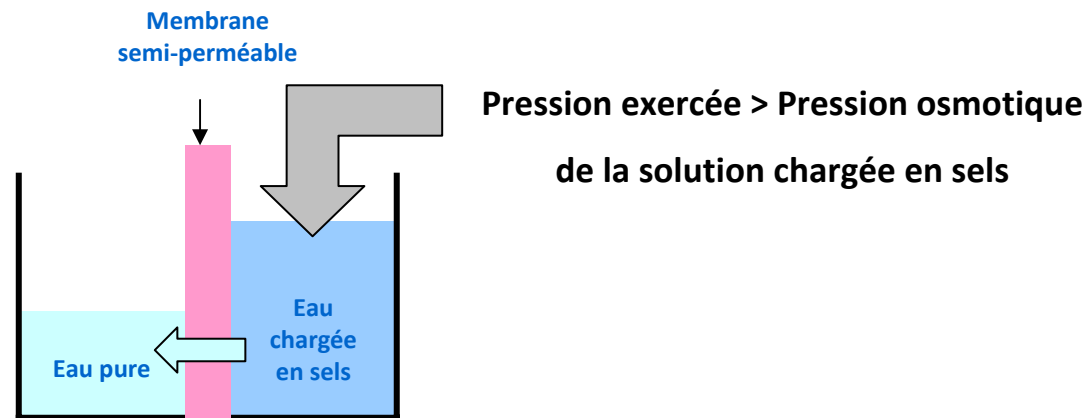 Membrane
semi-perméable
Pression exercée > Pression osmotique
de la solution chargée en sels
Eau pure
Eau
chargée
en sels